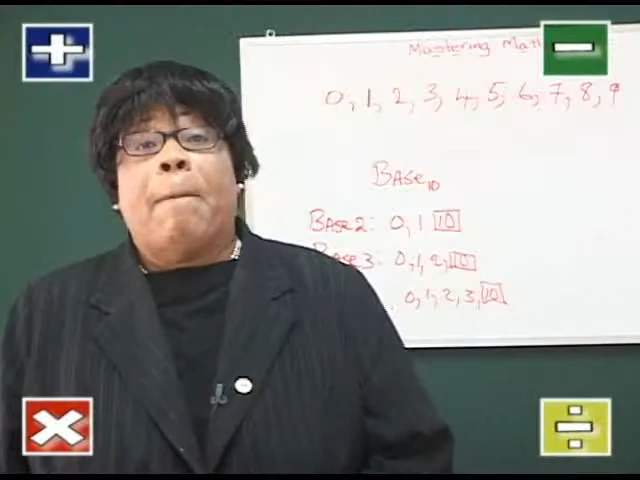 Mastering Math
0, 1, 2, 3, 4, 5, 6, 7, 8, 9
Base10
Base2: 0, 1 10
Base3: 0, 1, 2, 10
0, 1, 2, 3, 10